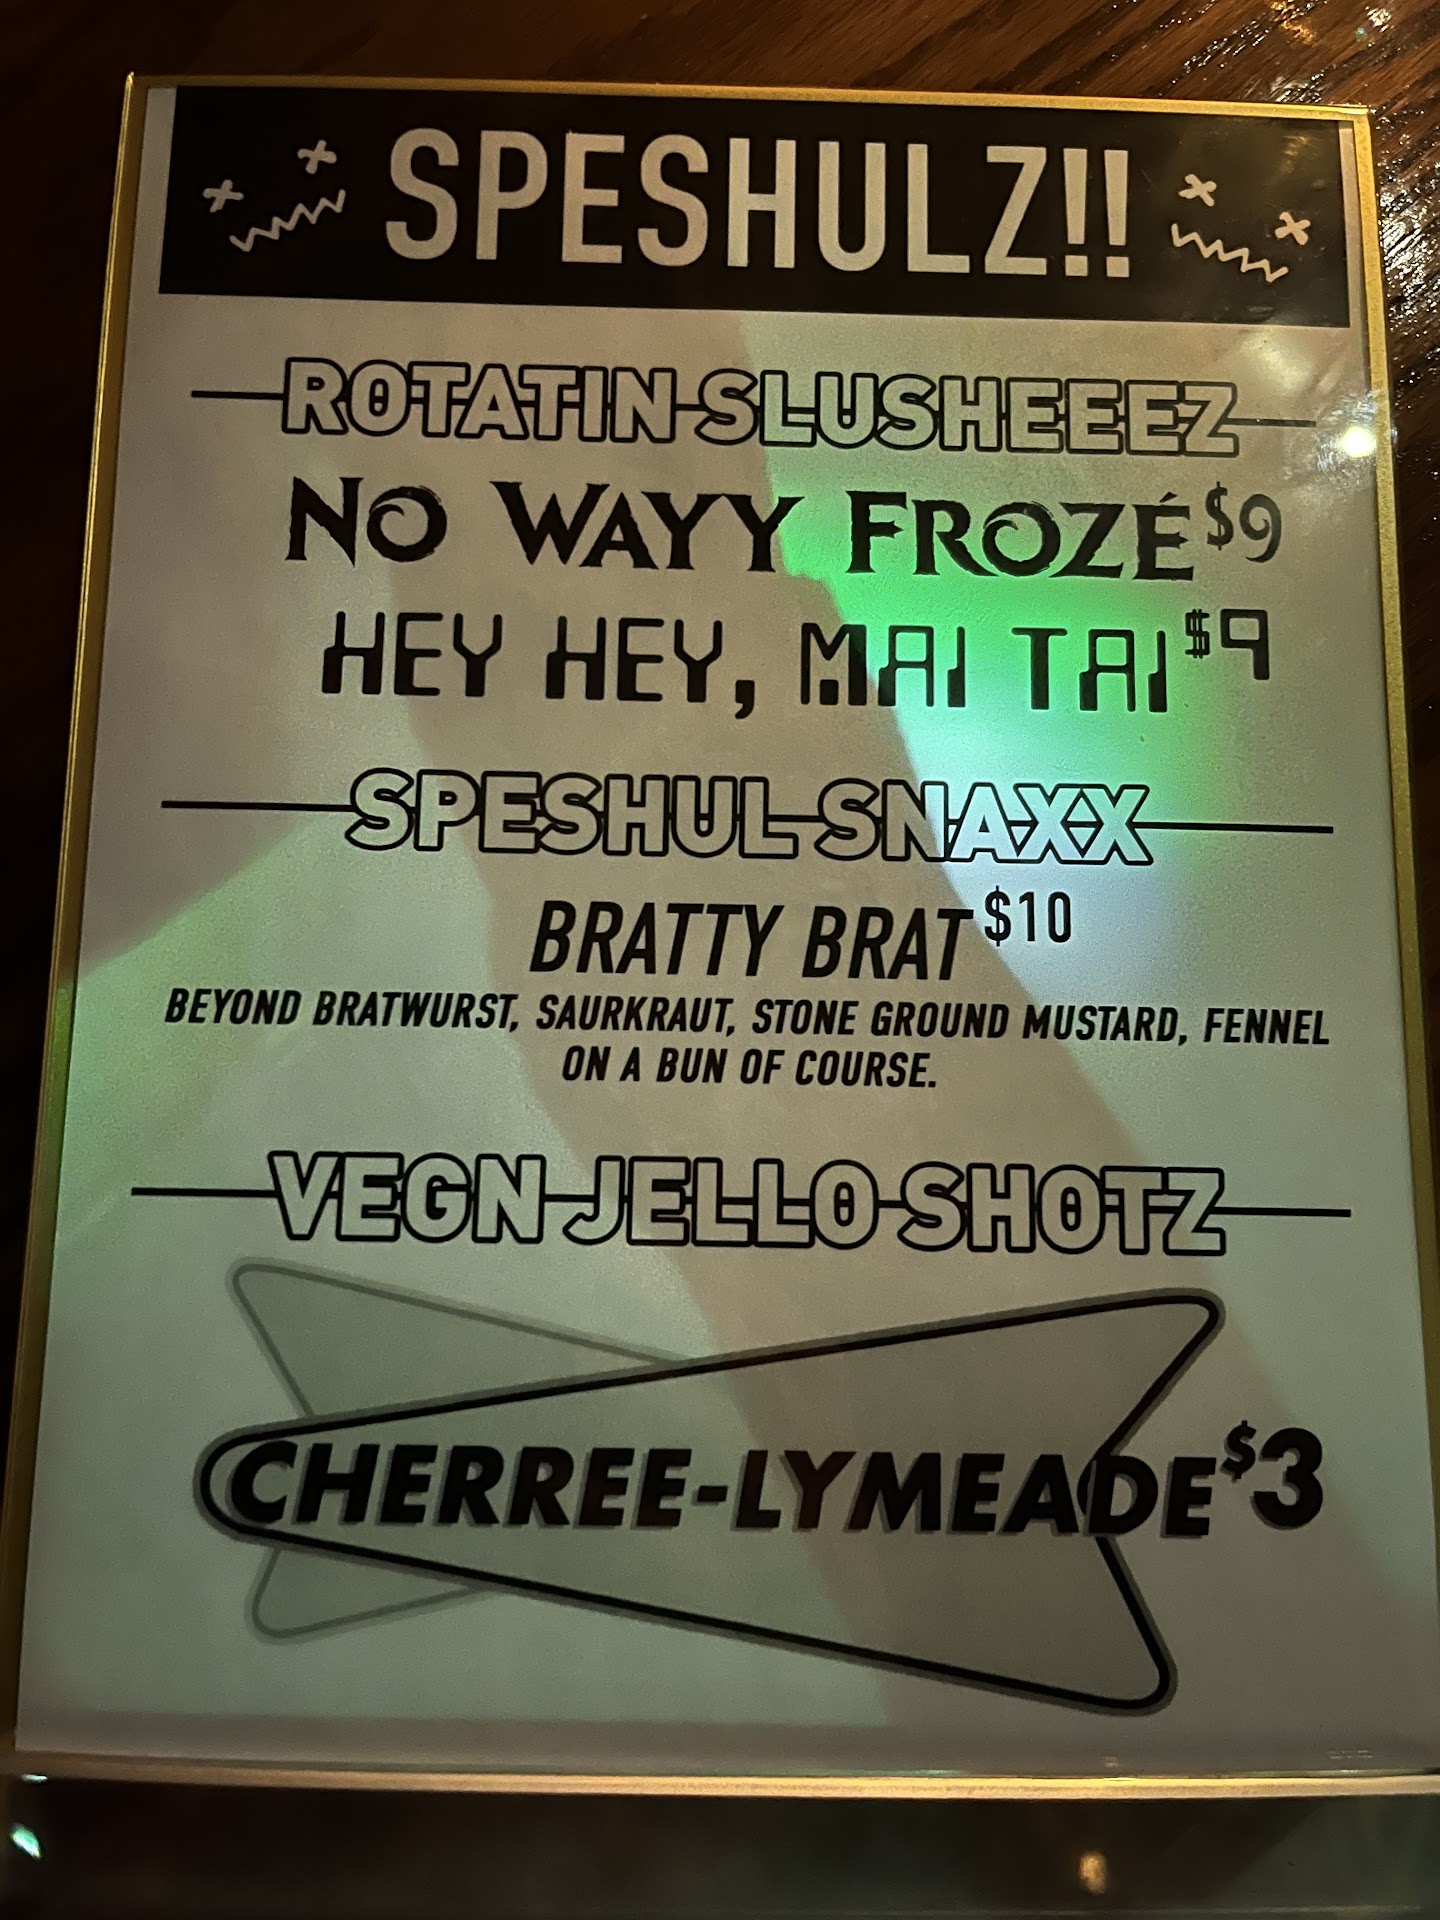 SPESHULZ!!
ROTATIN SLUSHEEEZ
NO WAYY FROZÉ $9
HEY HEY, MAI TAI $9
SPESHUL SNAXX
BRATTY BRAT $10
BEYOND BRATWURST, SAURKRAUT, STONE GROUND MUSTARD, FENNEL
ON A BUN OF COURSE.
VEGN JELLO SHOTZ
CHERREE-LYMEADE $3